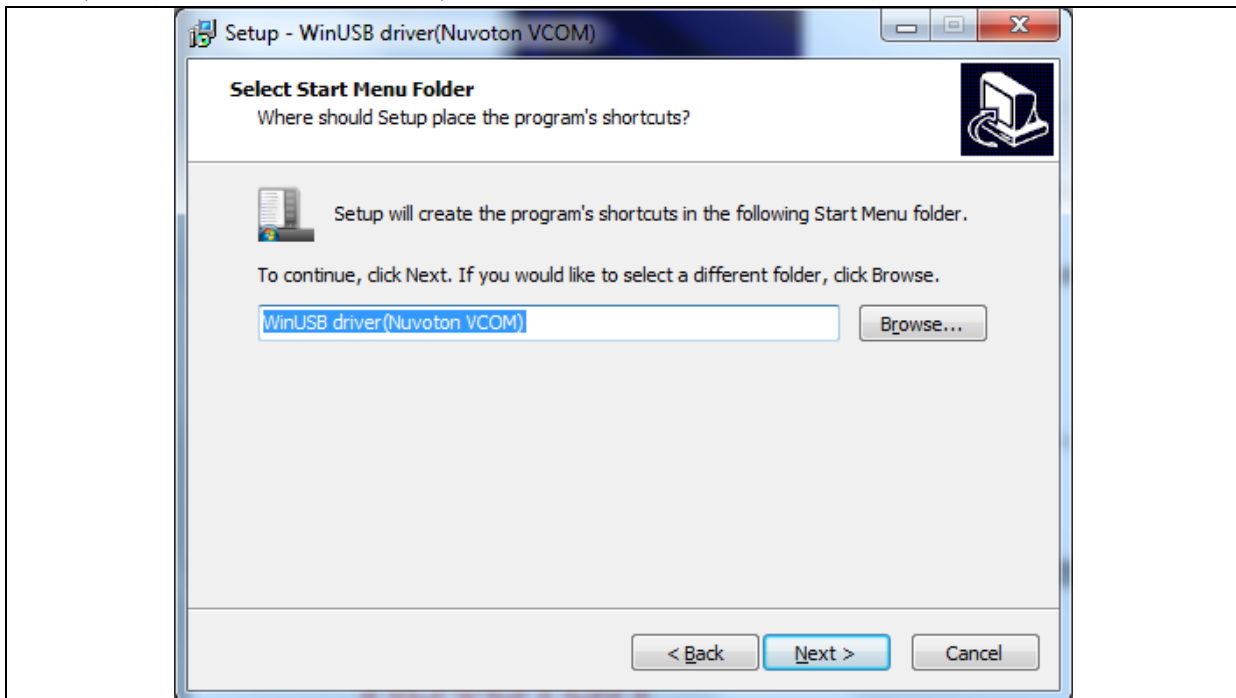 Setup - WinUSB driver(Nuvoton VCOM)
Select Start Menu Folder
Where should Setup place the program's shortcuts?
Setup will create the program's shortcuts in the following Start Menu folder.
To continue, click Next. If you would like to select a different folder, click Browse.
WinUSB driver(Nuvoton VCOM)
Browse...
< Back
Next >
Cancel